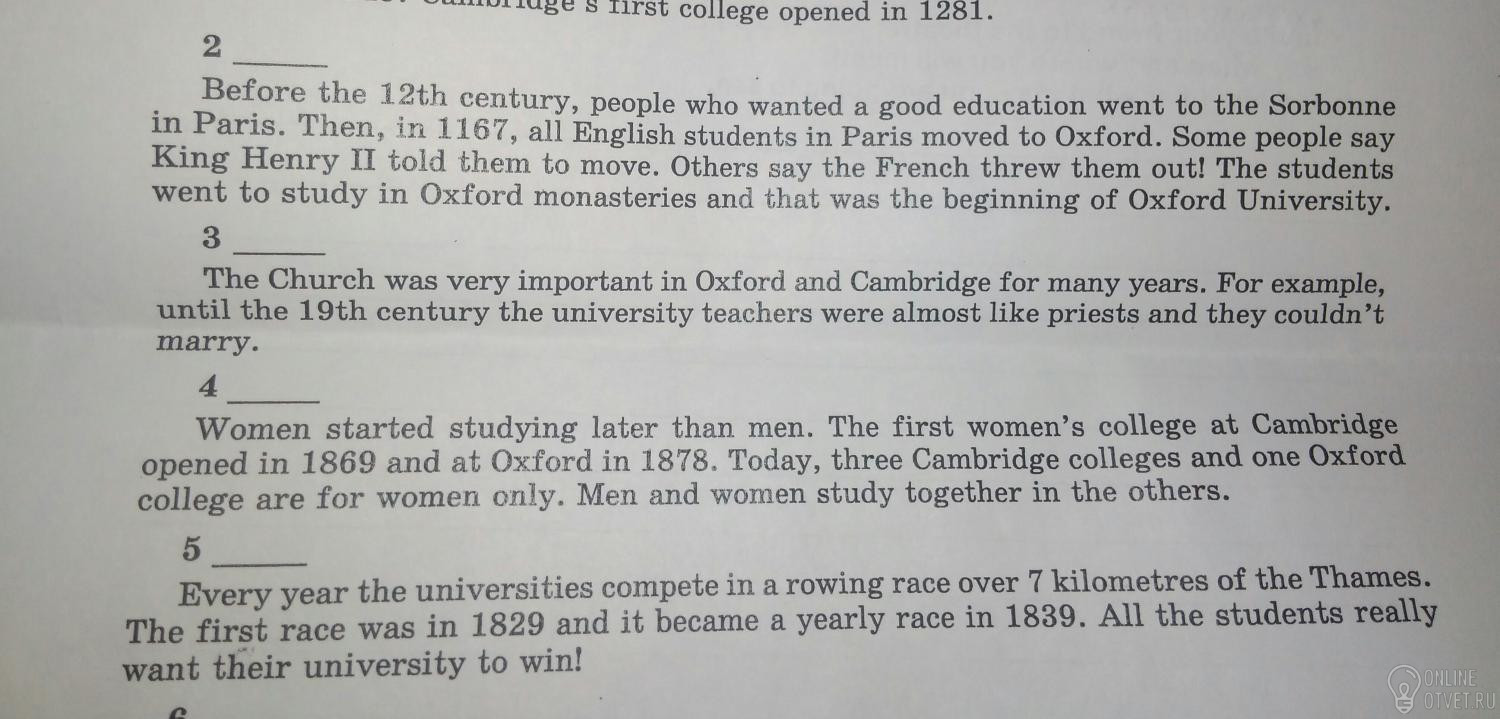 Cambridge's first college opened in 1281.
2
Before the 12th century, people who wanted a good education went to the Sorbonne
in Paris. Then, in 1167, all English students in Paris moved to Oxford. Some people say
King Henry II told them to move. Others say the French threw them out! The students
went to study in Oxford monasteries and that was the beginning of Oxford University.
3
The Church was very important in Oxford and Cambridge for many years. For example,
until the 19th century the university teachers were almost like priests and they couldn't
marry.
4
Women started studying later than men. The first women's college at Cambridge
opened in 1869 and at Oxford in 1878. Today, three Cambridge colleges and one Oxford
college are for women only. Men and women study together in the others.
5
Every year the universities compete in a rowing race over 7 kilometres of the Thames.
The first race was in 1829 and it became a yearly race in 1839. All the students really
want their university to win!
6
ONLINE
OTVET.RU